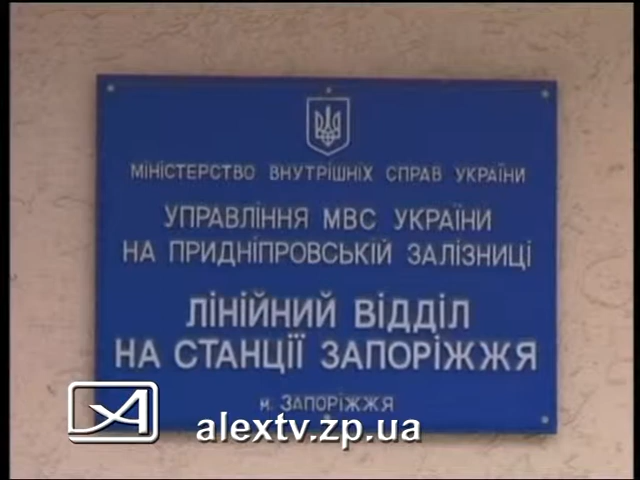 МІНІСТЕРСТВО ВНУТРІШНІХ СПРАВ УКРАЇНИ
УПРАВЛІННЯ МВС УКРАЇНИ
НА ПРИДНІПРОВСЬКІЙ ЗАЛІЗНИЦІ
ЛІНІЙНИЙ ВІДДІЛ
НА СТАНЦІЇ ЗАПОРІЖЖЯ
м. ЗАПОРІЖЖЯ
alextv.zp.ua